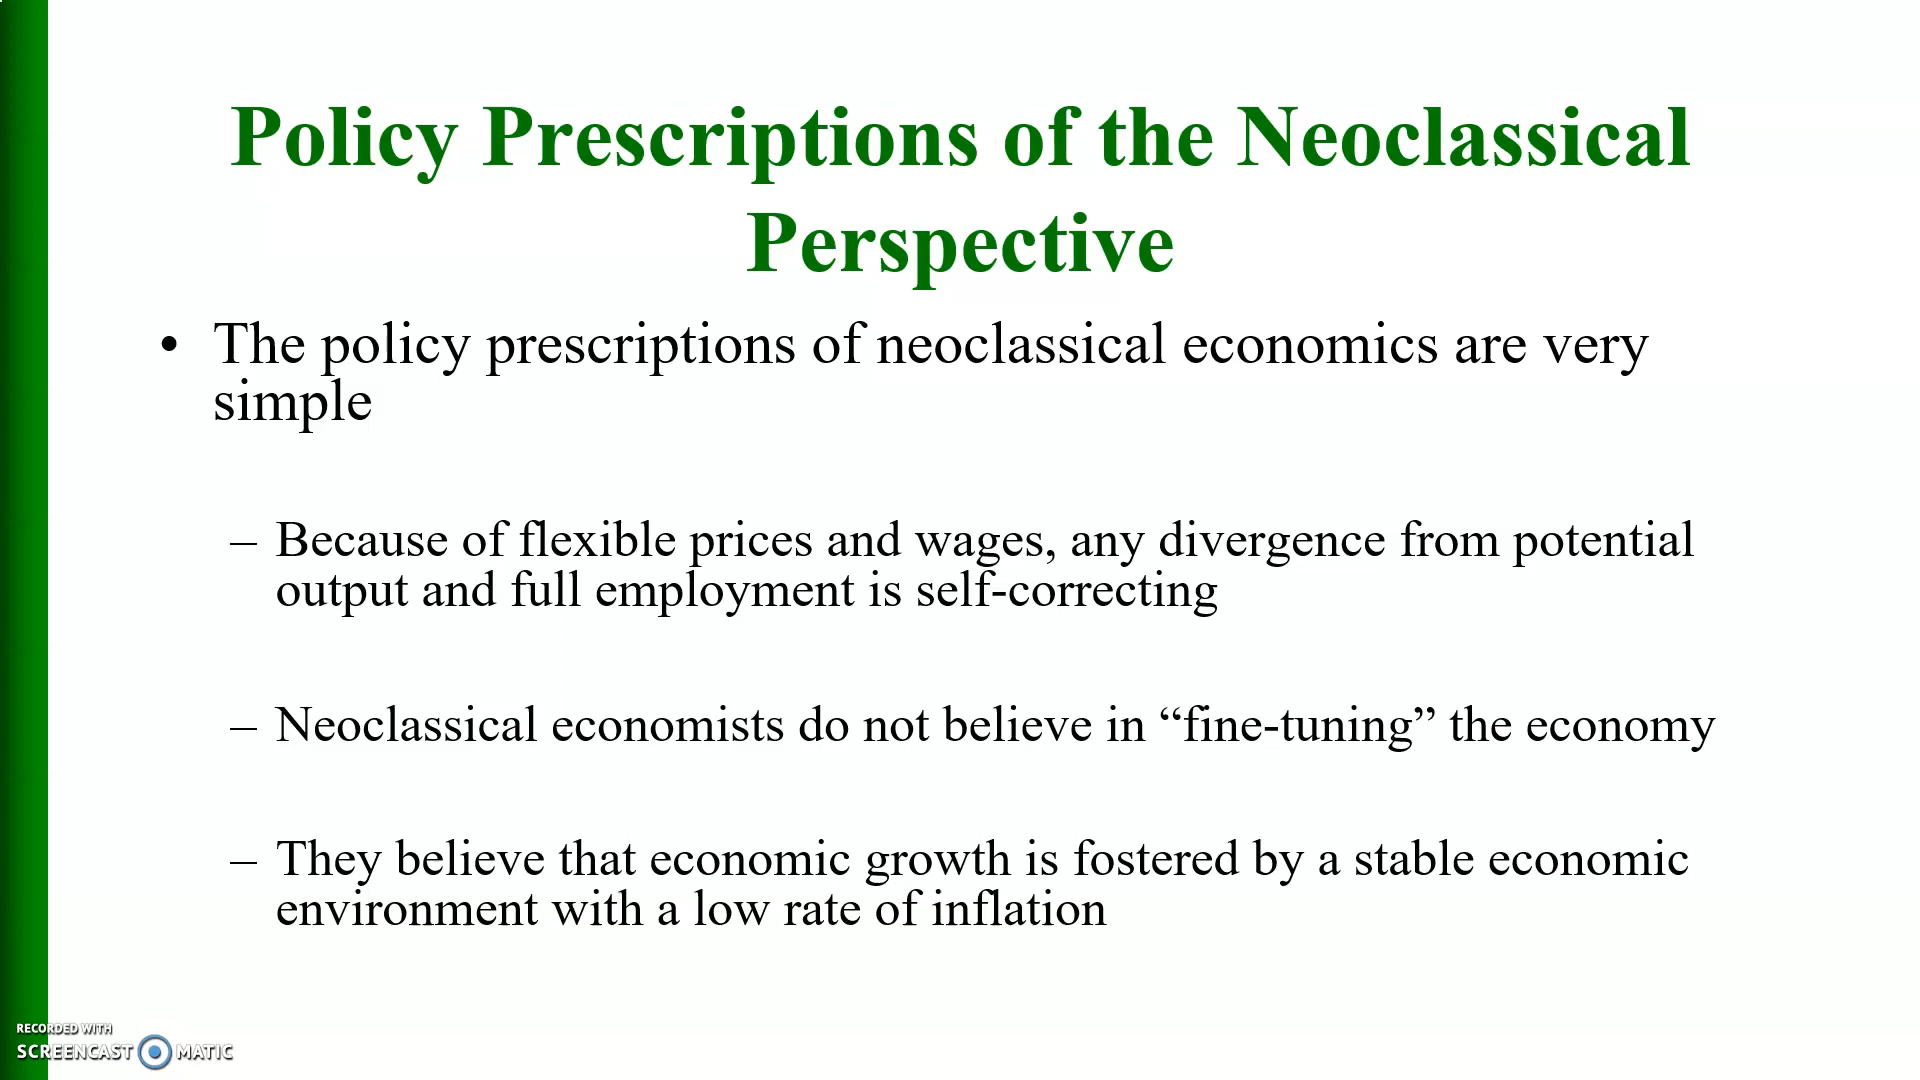 Policy Prescriptions of the Neoclassical
Perspective
• The policy prescriptions of neoclassical economics are very
simple
– Because of flexible prices and wages, any divergence from potential
output and full employment is self-correcting
– Neoclassical economists do not believe in “fine-tuning” the economy
– They believe that economic growth is fostered by a stable economic
environment with a low rate of inflation
RECORDED WITH
SCREENCAST MATIC